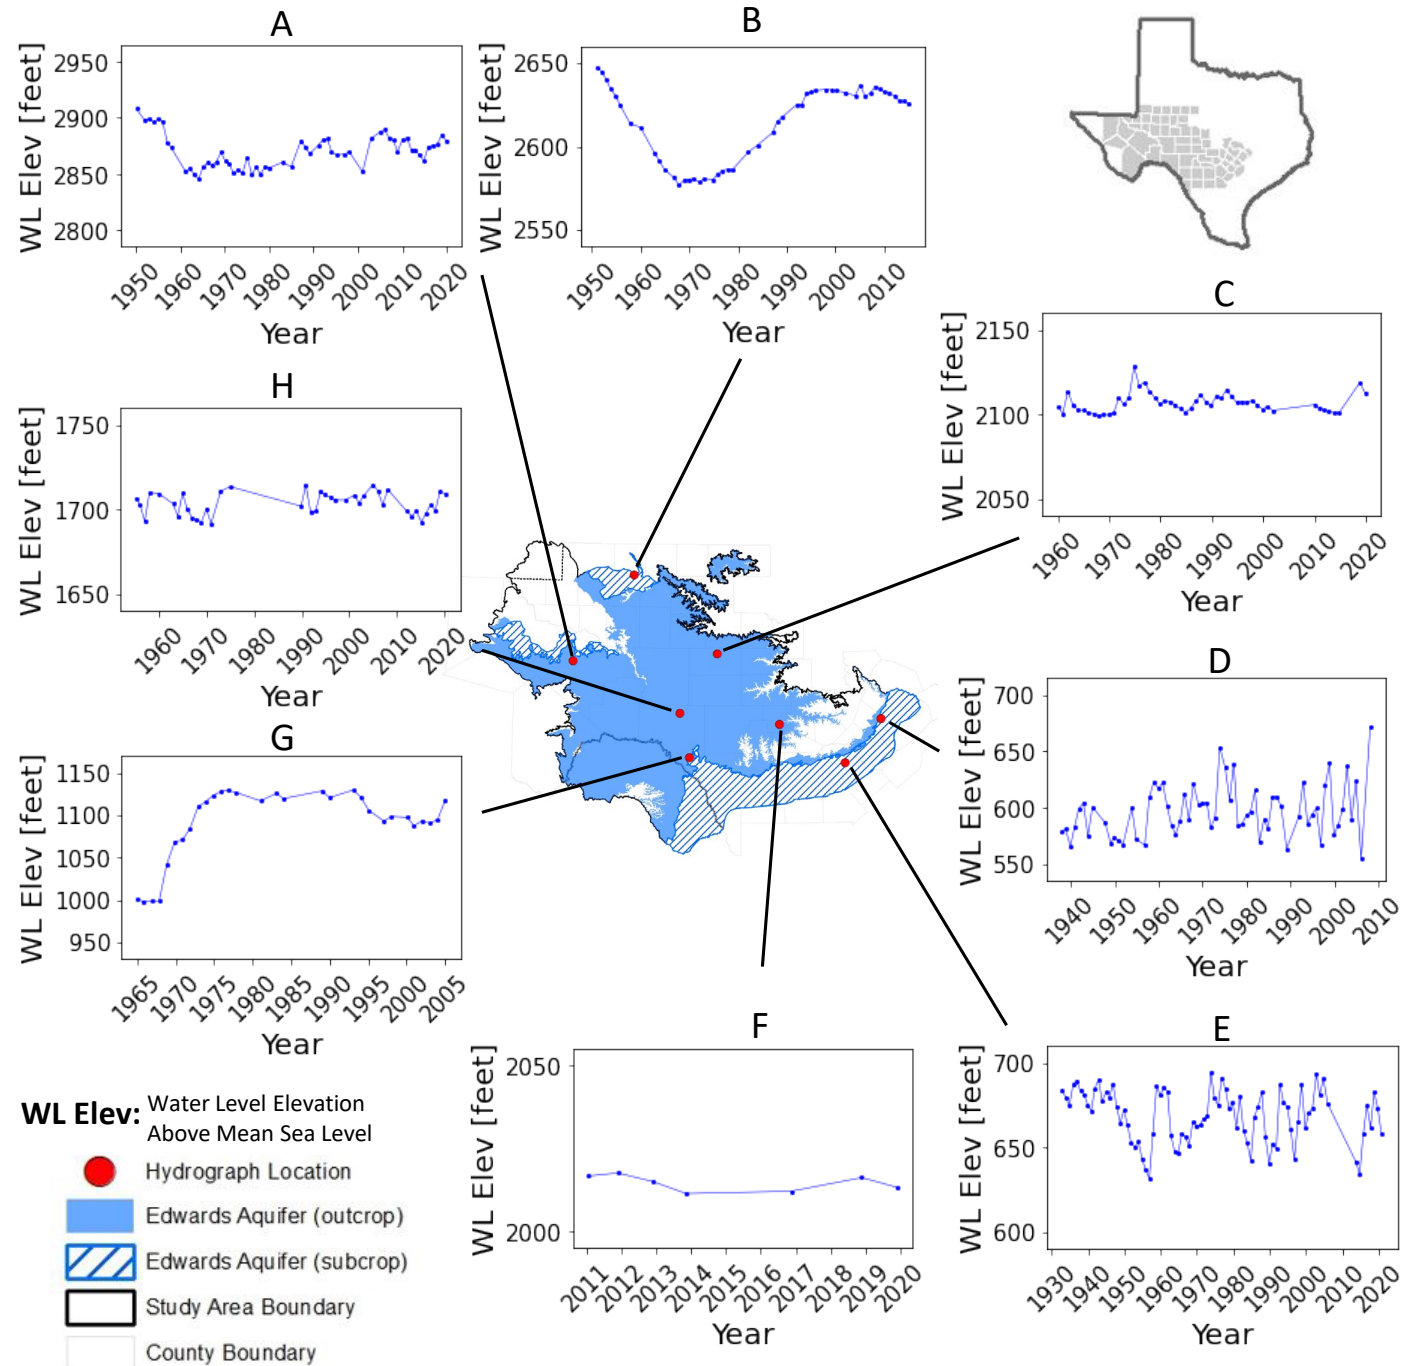 A
WL Elev [feet]
2950
2900
2850
2800
1950 1960 1970 1980 1990 2000 2010 2020
Year
B
WL Elev [feet]
2650
2600
2550
1950 1960 1970 1980 1990 2000 2010
Year
C
WL Elev [feet]
2150
2100
2050
1960 1970 1980 1990 2000 2010 2020
Year
H
WL Elev [feet]
1750
1700
1650
1960 1970 1980 1990 2000 2010 2020
Year
D
WL Elev [feet]
700
650
600
550
1940 1950 1960 1970 1980 1990 2000 2010
Year
G
WL Elev [feet]
1150
1100
1050
1000
950
1965 1970 1975 1980 1985 1990 1995 2000 2005
Year
F
WL Elev [feet]
2050
2000
2011 2012 2013 2014 2015 2016 2017 2018 2019 2020
Year
E
WL Elev [feet]
700
650
600
1930 1940 1950 1960 1970 1980 1990 2000 2010 2020
Year
WL Elev: Water Level Elevation
Above Mean Sea Level
Hydrograph Location
Edwards Aquifer (outcrop)
Edwards Aquifer (subcrop)
Study Area Boundary
County Boundary